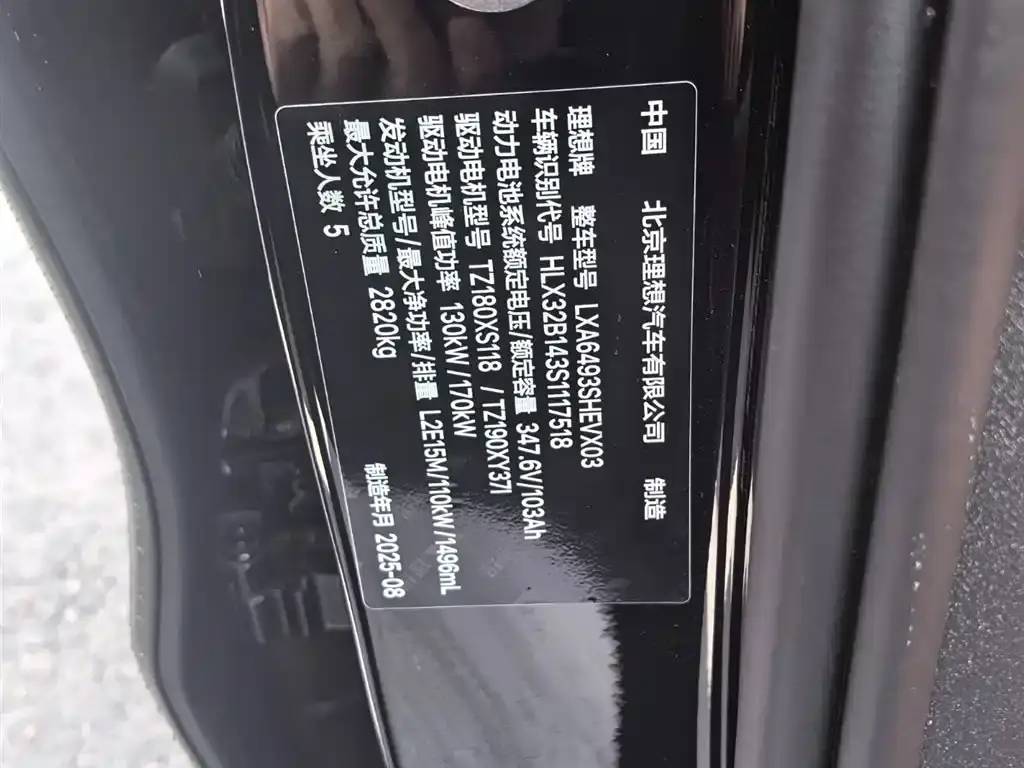 中国 北京理想汽车有限公司 制造
理想牌 整车型号 LXA6493SHEVX03
车辆识别代号 HLX32B143S1117518
动力电池系统额定电压/额定容量 347.6V/103Ah
驱动电机型号 TZ180XS118 / TZ190XY371
驱动电机峰值功率 130kW/170kW
发动机型号/最大净功率/排量 L2E15M/110kW/1496mL
最大允许总质量 2820kg 制造年月 2025-08
乘坐人数 5